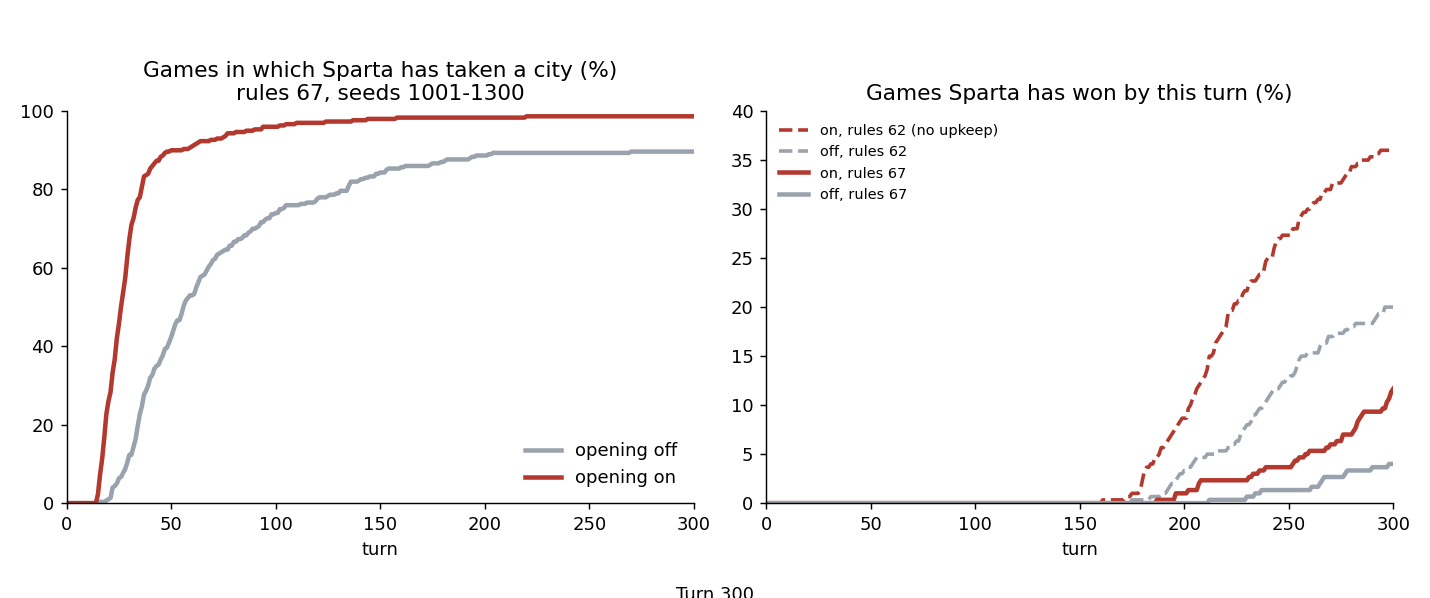 Games in which Sparta has taken a city (%)
rules 67, seeds 1001-1300
100
80
60
40
20
0
0 50 100 150 200 250 300
turn
opening off
opening on
Games Sparta has won by this turn (%)
40
35
30
25
20
15
10
5
0
0 50 100 150 200 250 300
turn
on, rules 62 (no upkeep)
off, rules 62
on, rules 67
off, rules 67
Turn 300